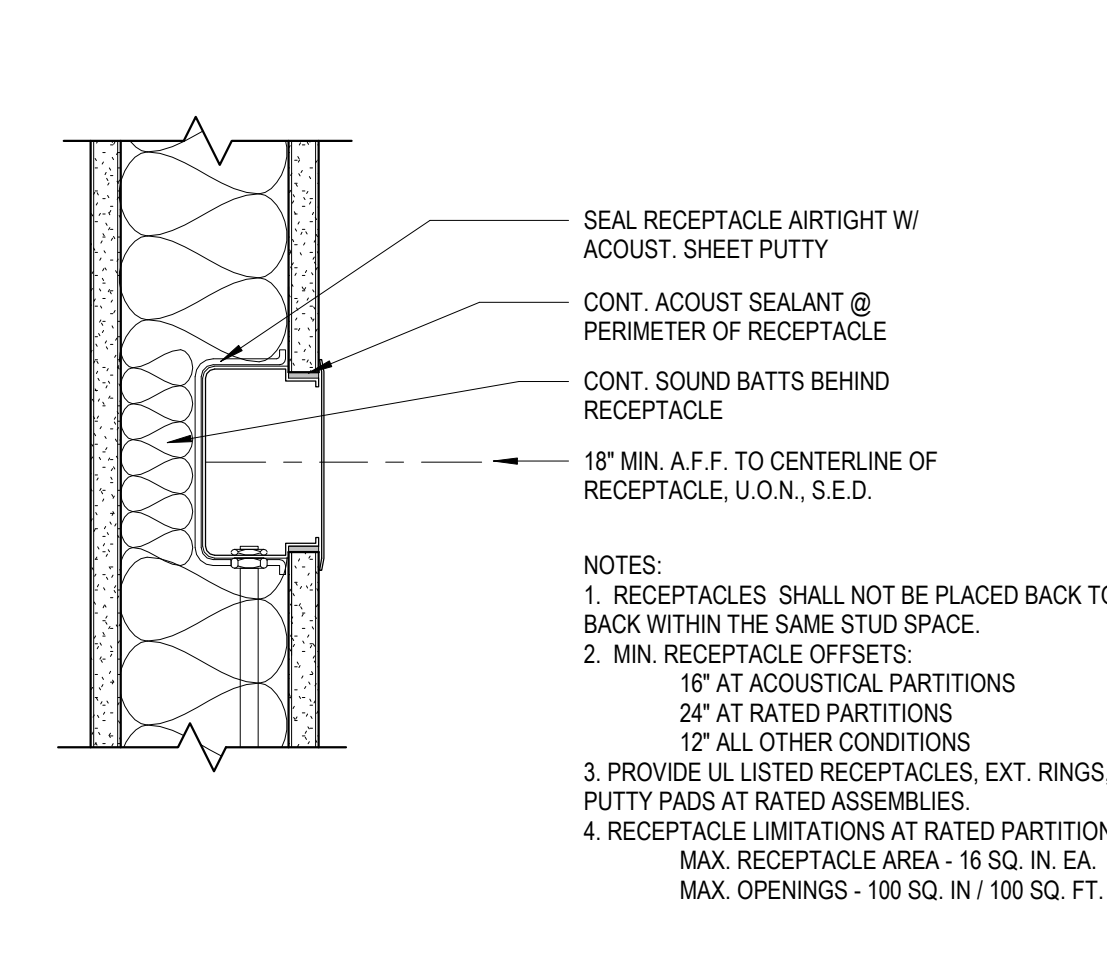 SEAL RECEPTACLE AIRTIGHT W/
ACOUST. SHEET PUTTY
CONT. ACOUST SEALANT @
PERIMETER OF RECEPTACLE
CONT. SOUND BATTS BEHIND
RECEPTACLE
18" MIN. A.F.F. TO CENTERLINE OF
RECEPTACLE, U.O.N., S.E.D.
NOTES:
1. RECEPTACLES SHALL NOT BE PLACED BACK TO
BACK WITHIN THE SAME STUD SPACE.
2. MIN. RECEPTACLE OFFSETS:
16" AT ACOUSTICAL PARTITIONS
24" AT RATED PARTITIONS
12" ALL OTHER CONDITIONS
3. PROVIDE UL LISTED RECEPTACLES, EXT. RINGS,
PUTTY PADS AT RATED ASSEMBLIES.
4. RECEPTACLE LIMITATIONS AT RATED PARTITION
MAX. RECEPTACLE AREA - 16 SQ. IN. EA.
MAX. OPENINGS - 100 SQ. IN / 100 SQ. FT.